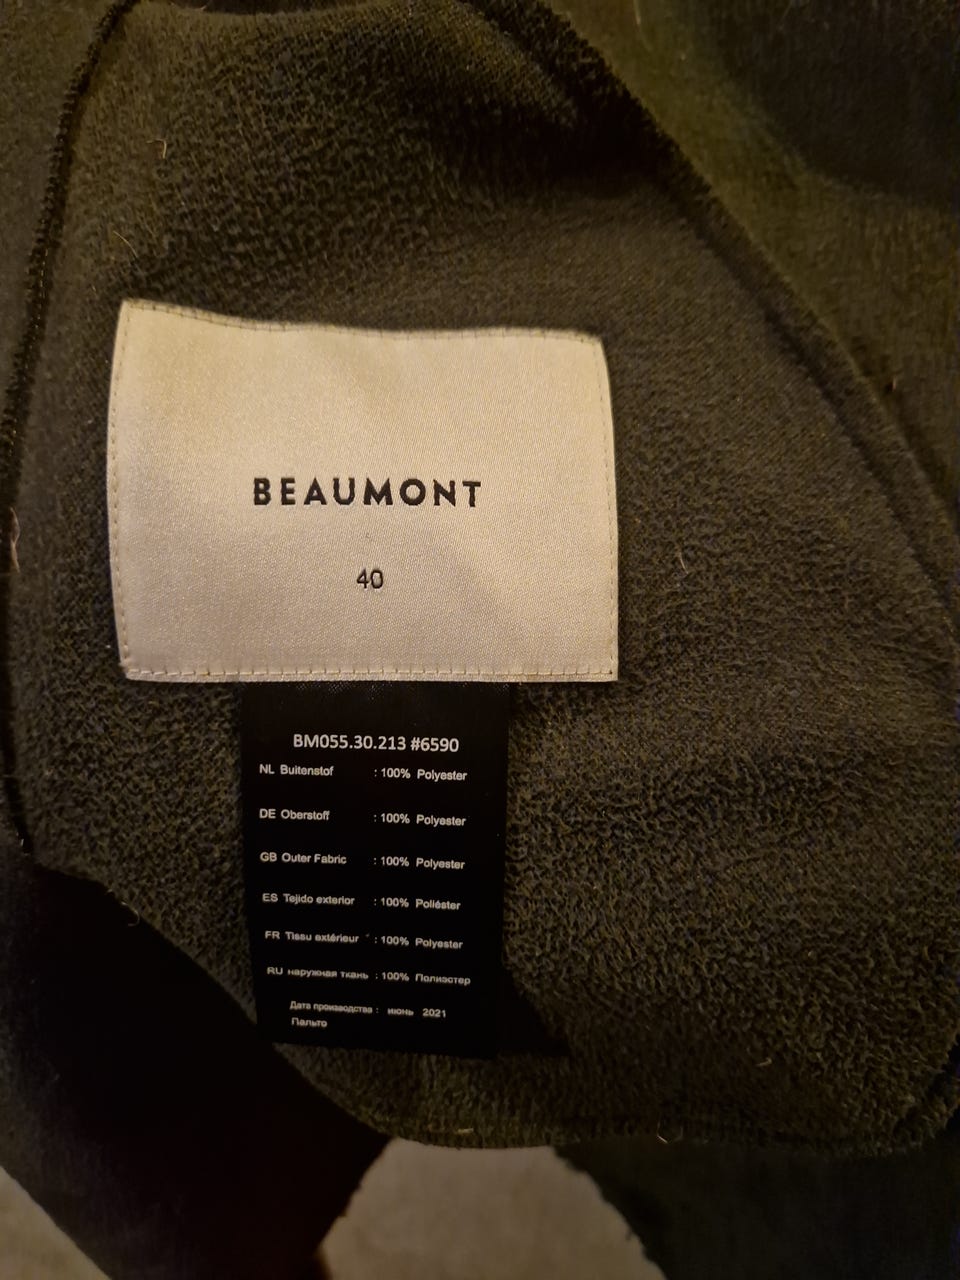 BEAUMONT
40
BM055.30.213 #6590
NL Buitenstof : 100% Polyester
DE Oberstoff : 100% Polyester
GB Outer Fabric : 100% Polyester
ES Tejido exterior : 100% Poliéster
FR Tissu extérieur : 100% Polyester
RU наружная ткань : 100% Полиэстер
Дата производства : июнь 2021
Пальто